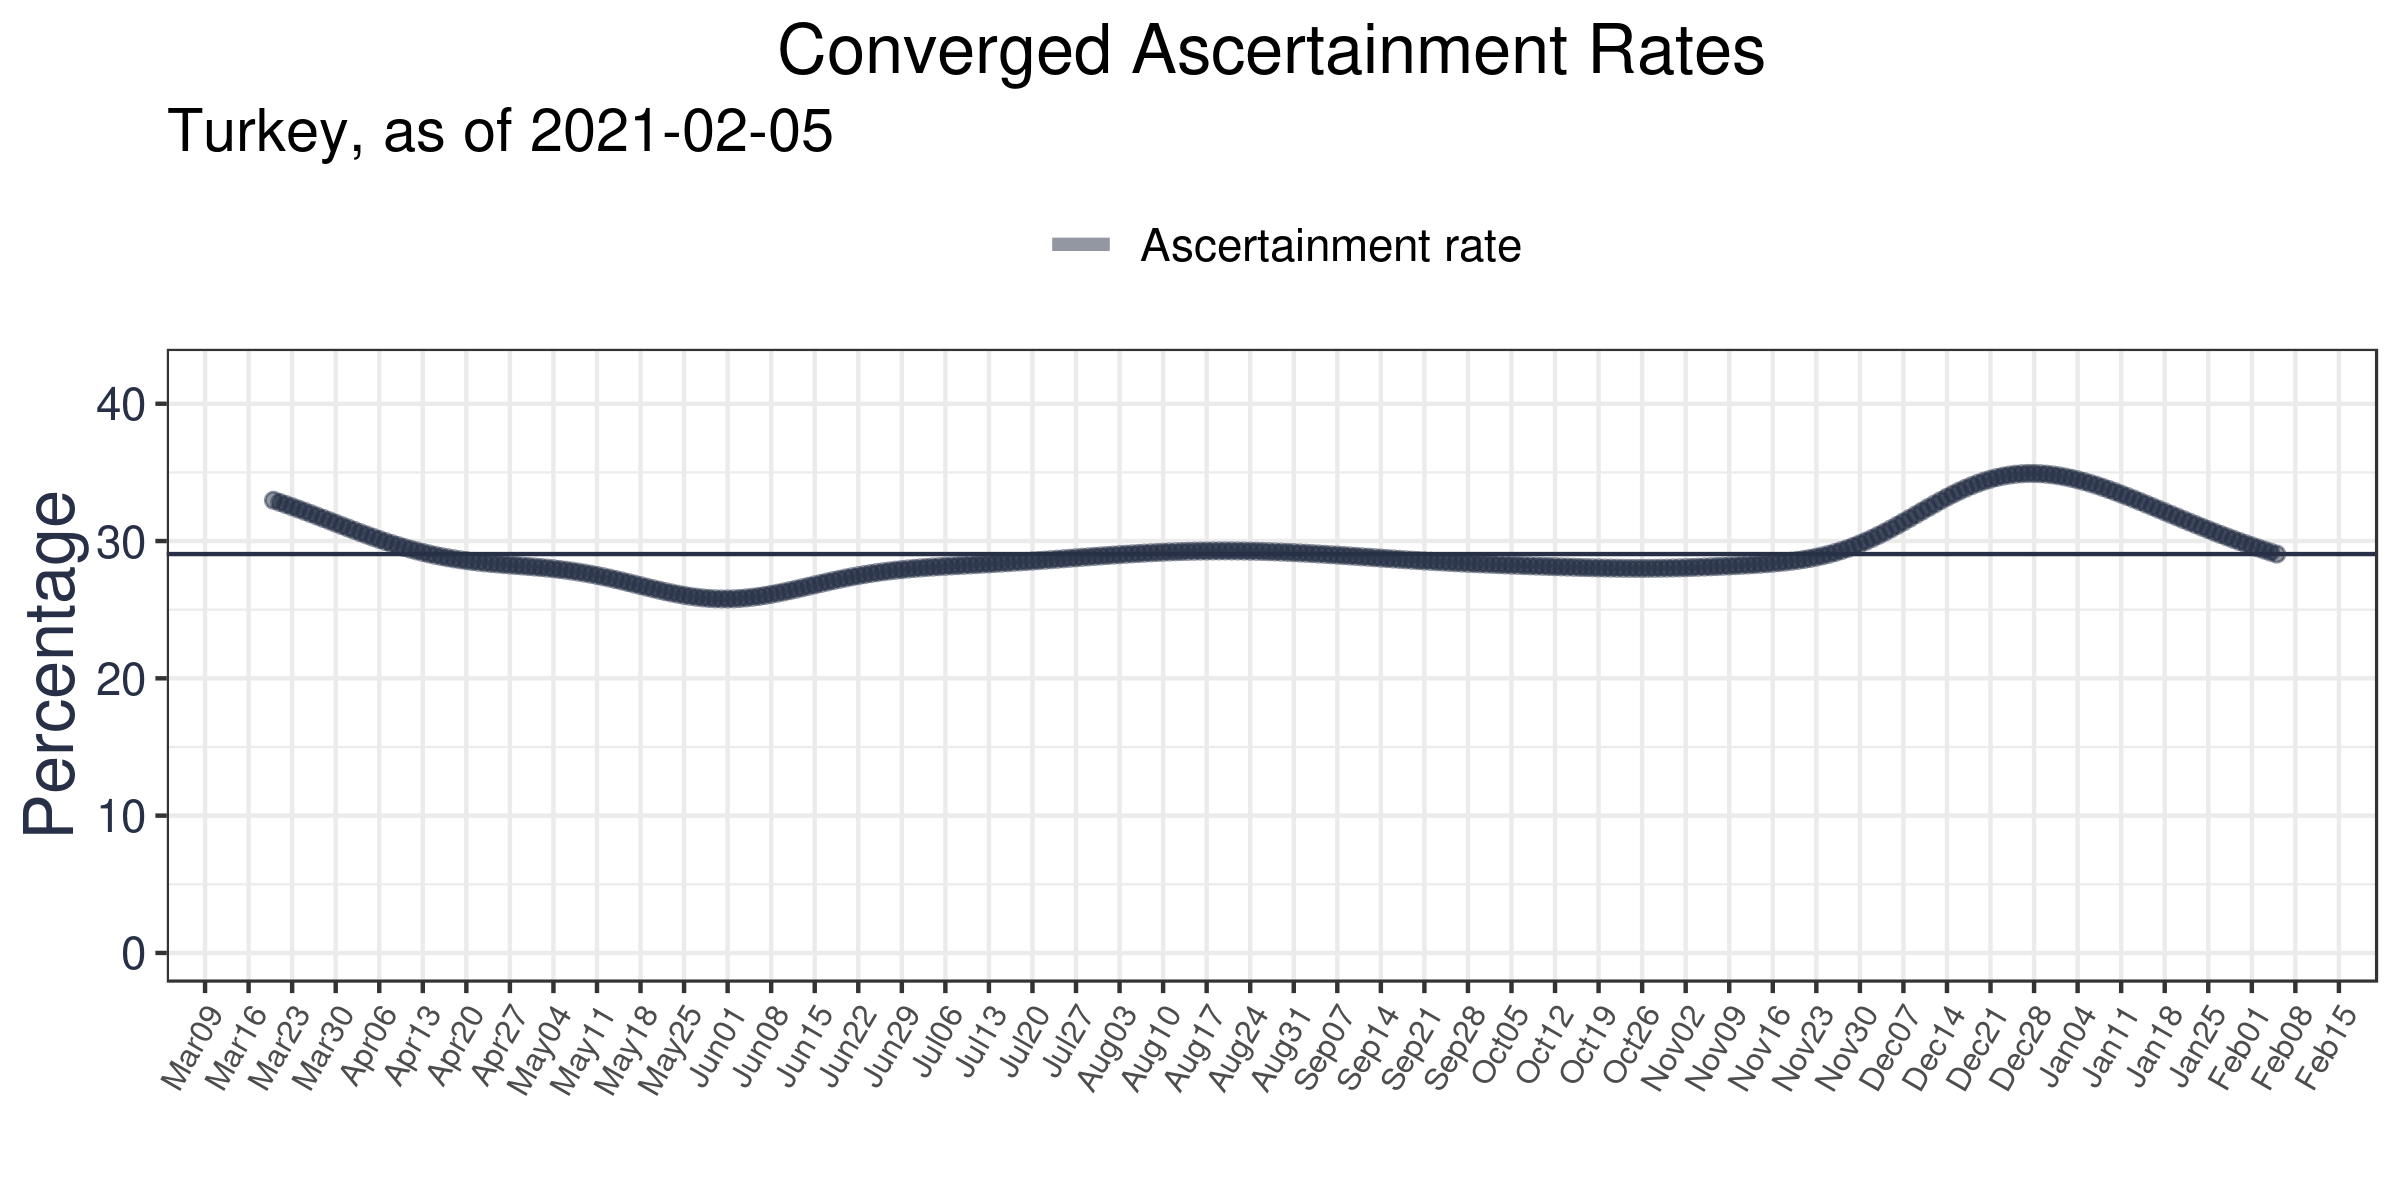 Converged Ascertainment Rates
Turkey, as of 2021-02-05
Ascertainment rate
Percentage
40
30
20
10
0
Mar09 Mar16 Mar23 Mar30 Apr06 Apr13 Apr20 Apr27 May04 May11 May18 May25 Jun01 Jun08 Jun15 Jun22 Jun29 Jul06 Jul13 Jul20 Jul27 Aug03 Aug10 Aug17 Aug24 Aug31 Sep07 Sep14 Sep21 Sep28 Oct05 Oct12 Oct19 Oct26 Nov02 Nov09 Nov16 Nov23 Nov30 Dec07 Dec14 Dec21 Dec28 Jan04 Jan11 Jan18 Jan25 Feb01 Feb08 Feb15